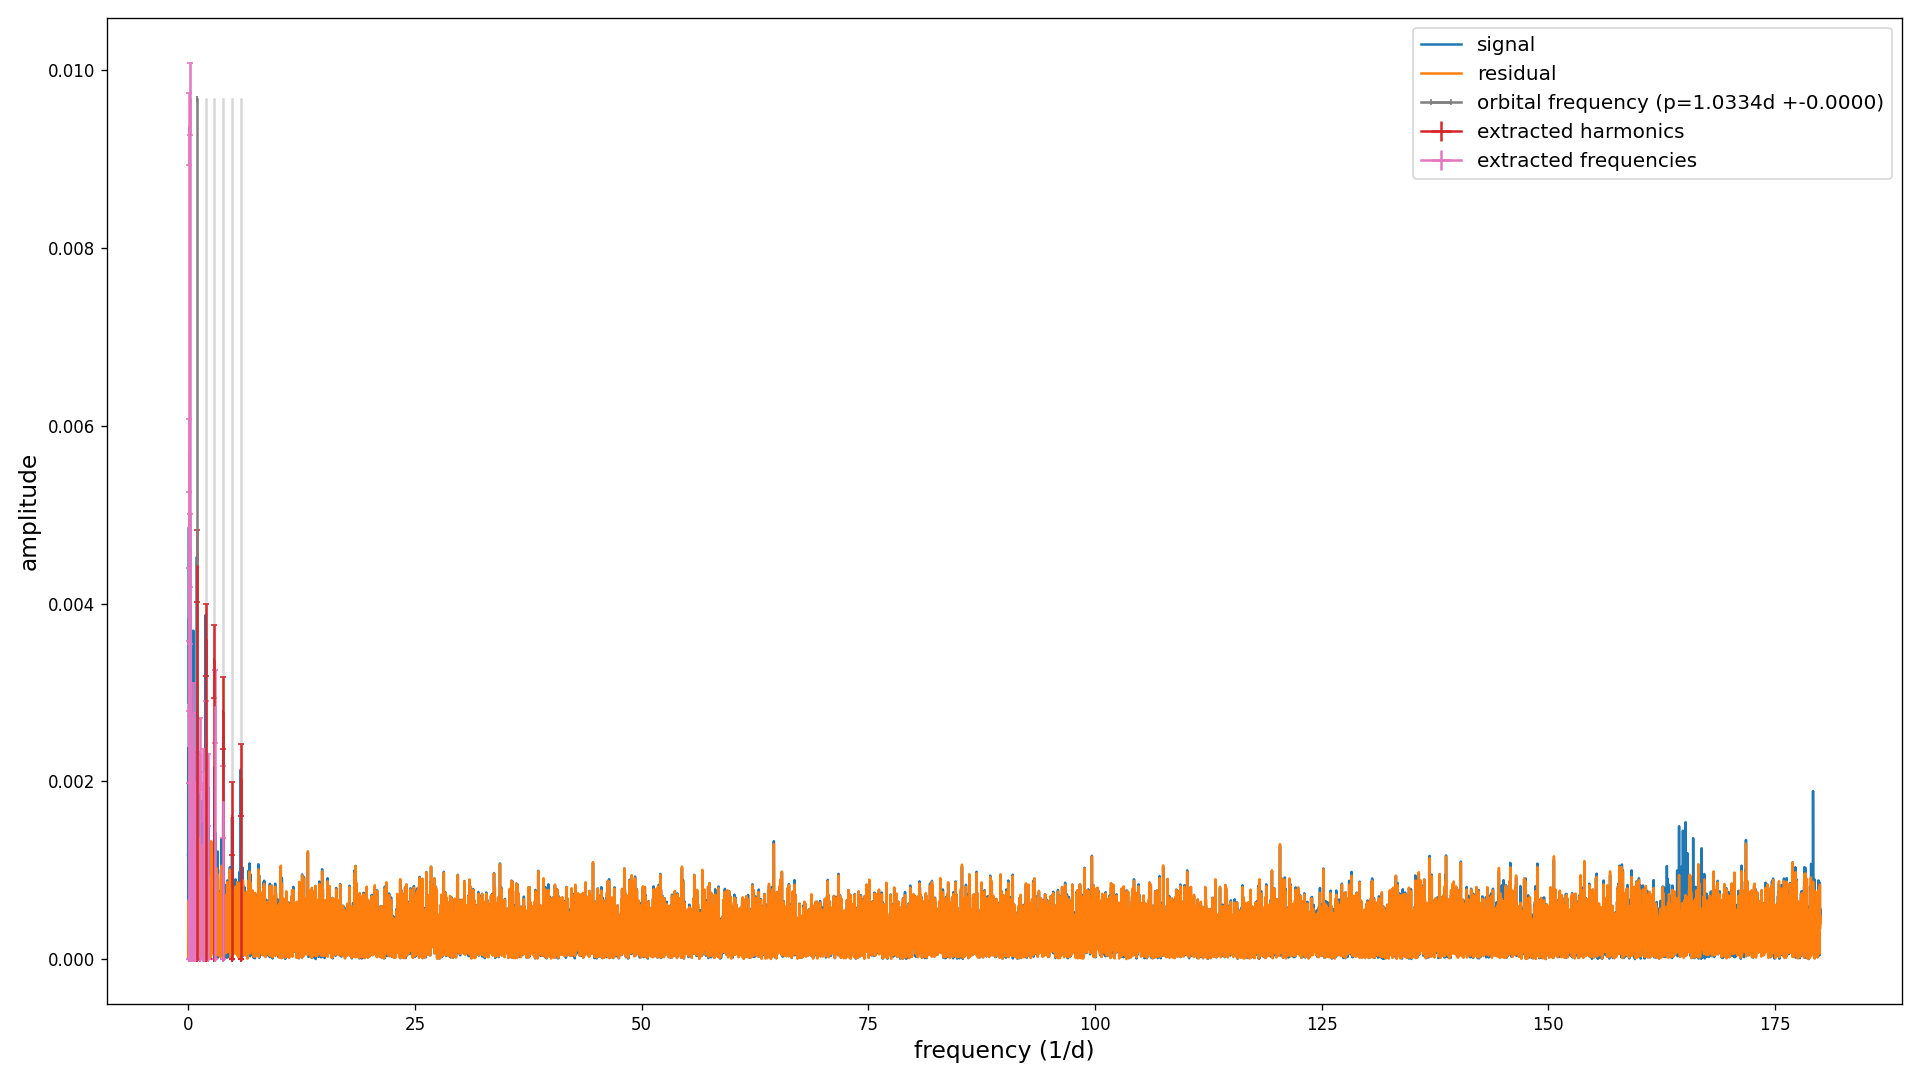 signal
residual
orbital frequency (p=1.0334d +-0.0000)
extracted harmonics
extracted frequencies
0.010
0.008
0.006
0.004
0.002
0.000
amplitude
0 25 50 75 100 125 150 175
frequency (1/d)